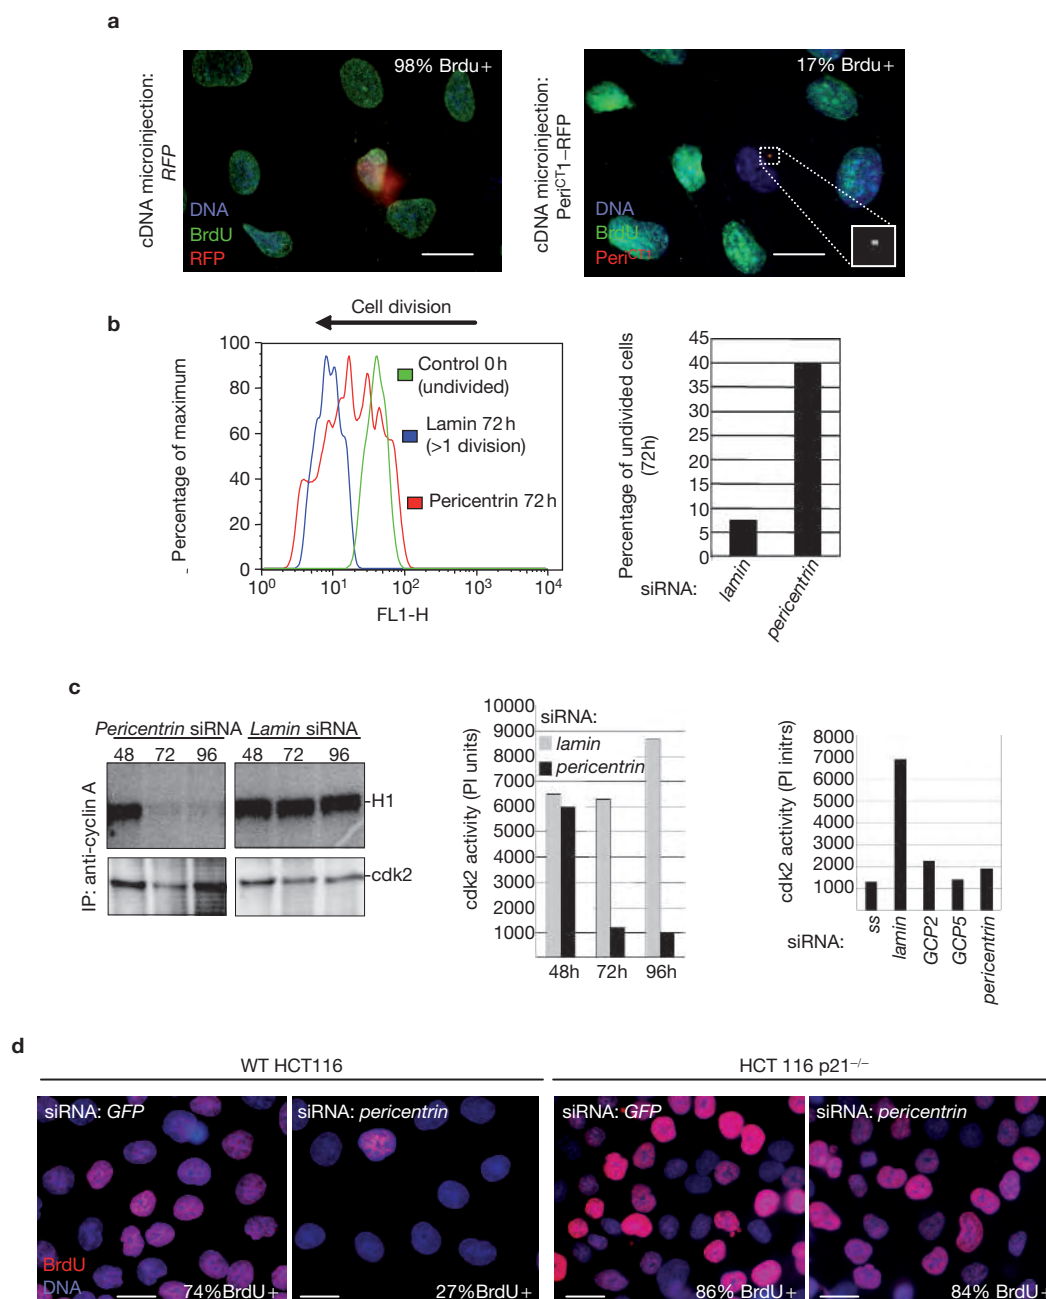 a
cDNA microinjection:
RFP
98% Brdu+
DNA
BrdU
RFP
cDNA microinjection:
Peri^CT1–RFP
17% Brdu+
DNA
BrdU
b
Cell division
Percentage of maximum
100
80
60
40
20
0
10^0
10^1
10^2
10^3
10^4
FL1-H
Control 0 h
(undivided)
Lamin 72 h
(>1 division)
Pericentrin 72 h
Percentage of undivided cells
(72h)
45
40
35
30
25
20
15
10
5
0
siRNA:
lamin
pericentrin
c
Pericentrin siRNA
Lamin siRNA
48 72 96
48 72 96
IP: anti-cyclin A
H1
cdk2
cdk2 activity (PI units)
10000
9000
8000
7000
6000
5000
4000
3000
2000
1000
siRNA:
lamin
pericentrin
48h
72h
96h
cdk2 activity (PI initrs)
8000
7000
6000
5000
4000
3000
2000
1000
siRNA:
ss
lamin
GCP2
GCP5
pericentrin
d
WT HCT116
HCT 116 p21–/–
siRNA: GFP
BrdU
DNA
74%BrdU+
siRNA: pericentrin
27%BrdU+
siRNA: GFP
86% BrdU+
siRNA: pericentrin
84% BrdU+